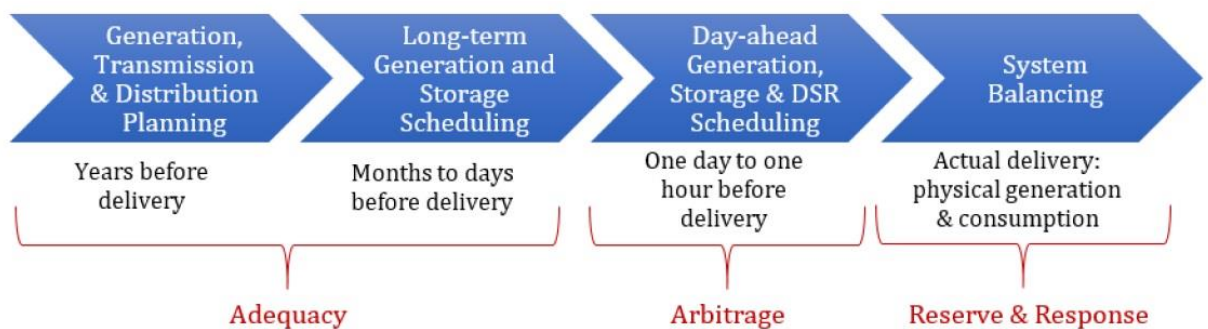 Generation,
Transmission
& Distribution
Planning
Long-term
Generation and
Storage
Scheduling
Day-ahead
Generation,
Storage & DSR
Scheduling
System
Balancing
Years before
delivery
Months to days
before delivery
One day to one
hour before
delivery
Actual delivery:
physical generation
& consumption
Adequacy
Arbitrage
Reserve & Response